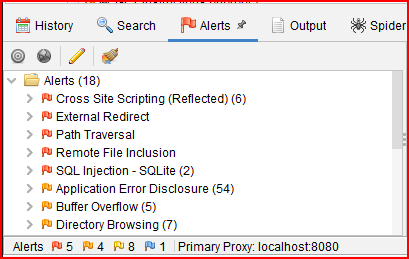 History Search Alerts Output Spider
Alerts (18)
Cross Site Scripting (Reflected) (6)
External Redirect
Path Traversal
Remote File Inclusion
SQL Injection - SQLite (2)
Application Error Disclosure (54)
Buffer Overflow (5)
Directory Browsing (7)
Alerts 5 4 8 1 Primary Proxy: localhost:8080